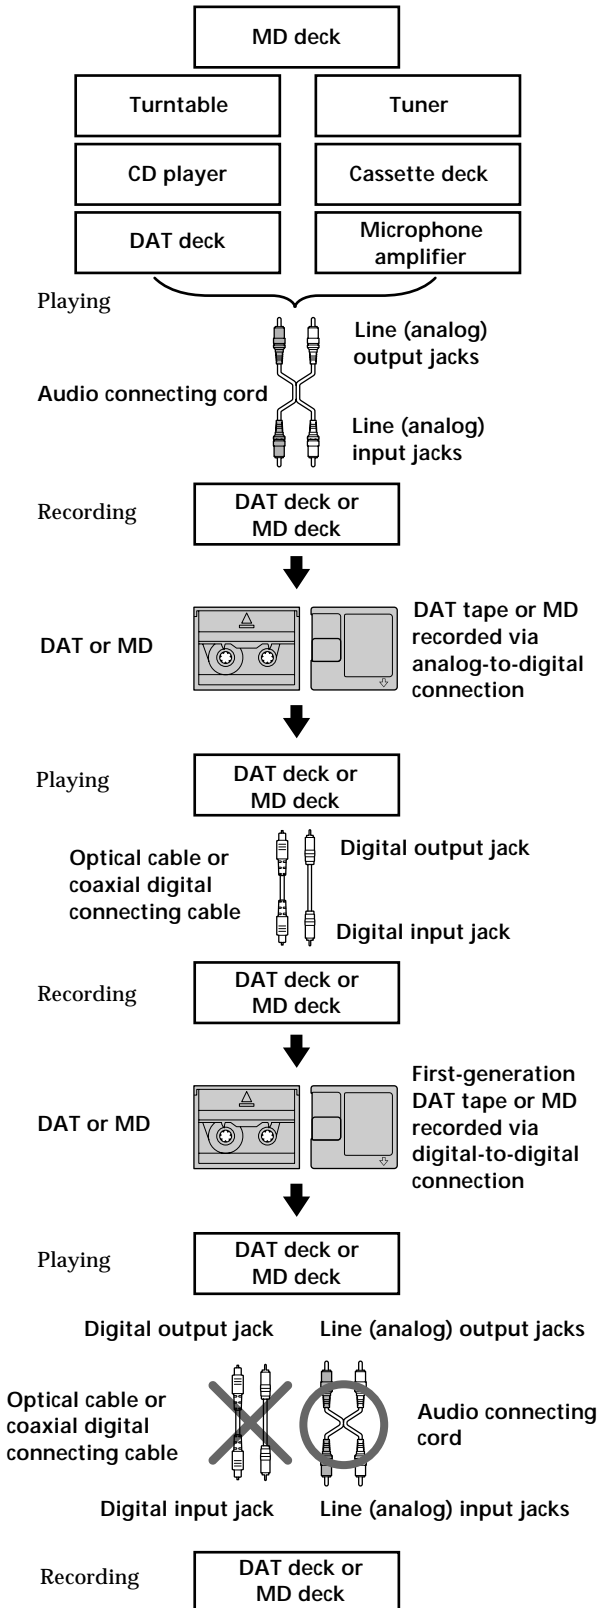 MD deck
Turntable
Tuner
CD player
Cassette deck
DAT deck
Microphone
amplifier
Playing
Line (analog)
output jacks
Audio connecting cord
Line (analog)
input jacks
Recording
DAT deck or
MD deck
DAT or MD
DAT tape or MD
recorded via
analog-to-digital
connection
Playing
DAT deck or
MD deck
Optical cable or
coaxial digital
connecting cable
Digital output jack
Digital input jack
Recording
DAT deck or
MD deck
DAT or MD
First-generation
DAT tape or MD
recorded via
digital-to-digital
connection
Playing
DAT deck or
MD deck
Digital output jack
Line (analog) output jacks
Optical cable or
coaxial digital
connecting cable
Audio connecting
cord
Digital input jack
Line (analog) input jacks
Recording
DAT deck or
MD deck